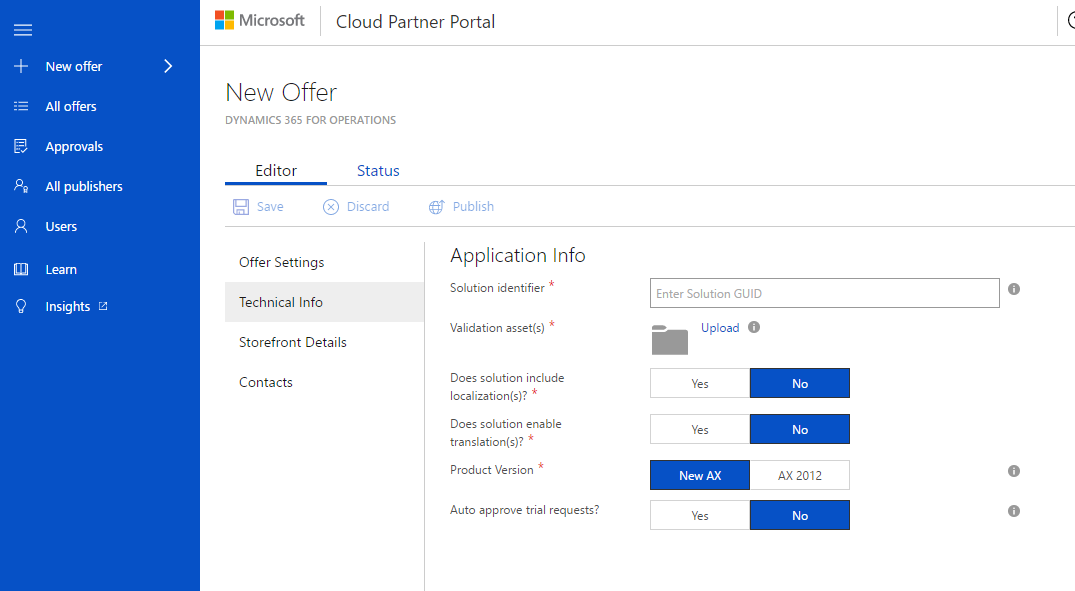 Microsoft
Cloud Partner Portal
New offer
All offers
Approvals
All publishers
Users
Learn
Insights
New Offer
DYNAMICS 365 FOR OPERATIONS
Editor
Status
Save
Discard
Publish
Offer Settings
Technical Info
Storefront Details
Contacts
Application Info
Solution identifier *
Enter Solution GUID
Validation asset(s) *
Upload
Does solution include
localization(s)? *
Yes
No
Does solution enable
translation(s)? *
Yes
No
Product Version *
New AX
AX 2012
Auto approve trial requests?
Yes
No